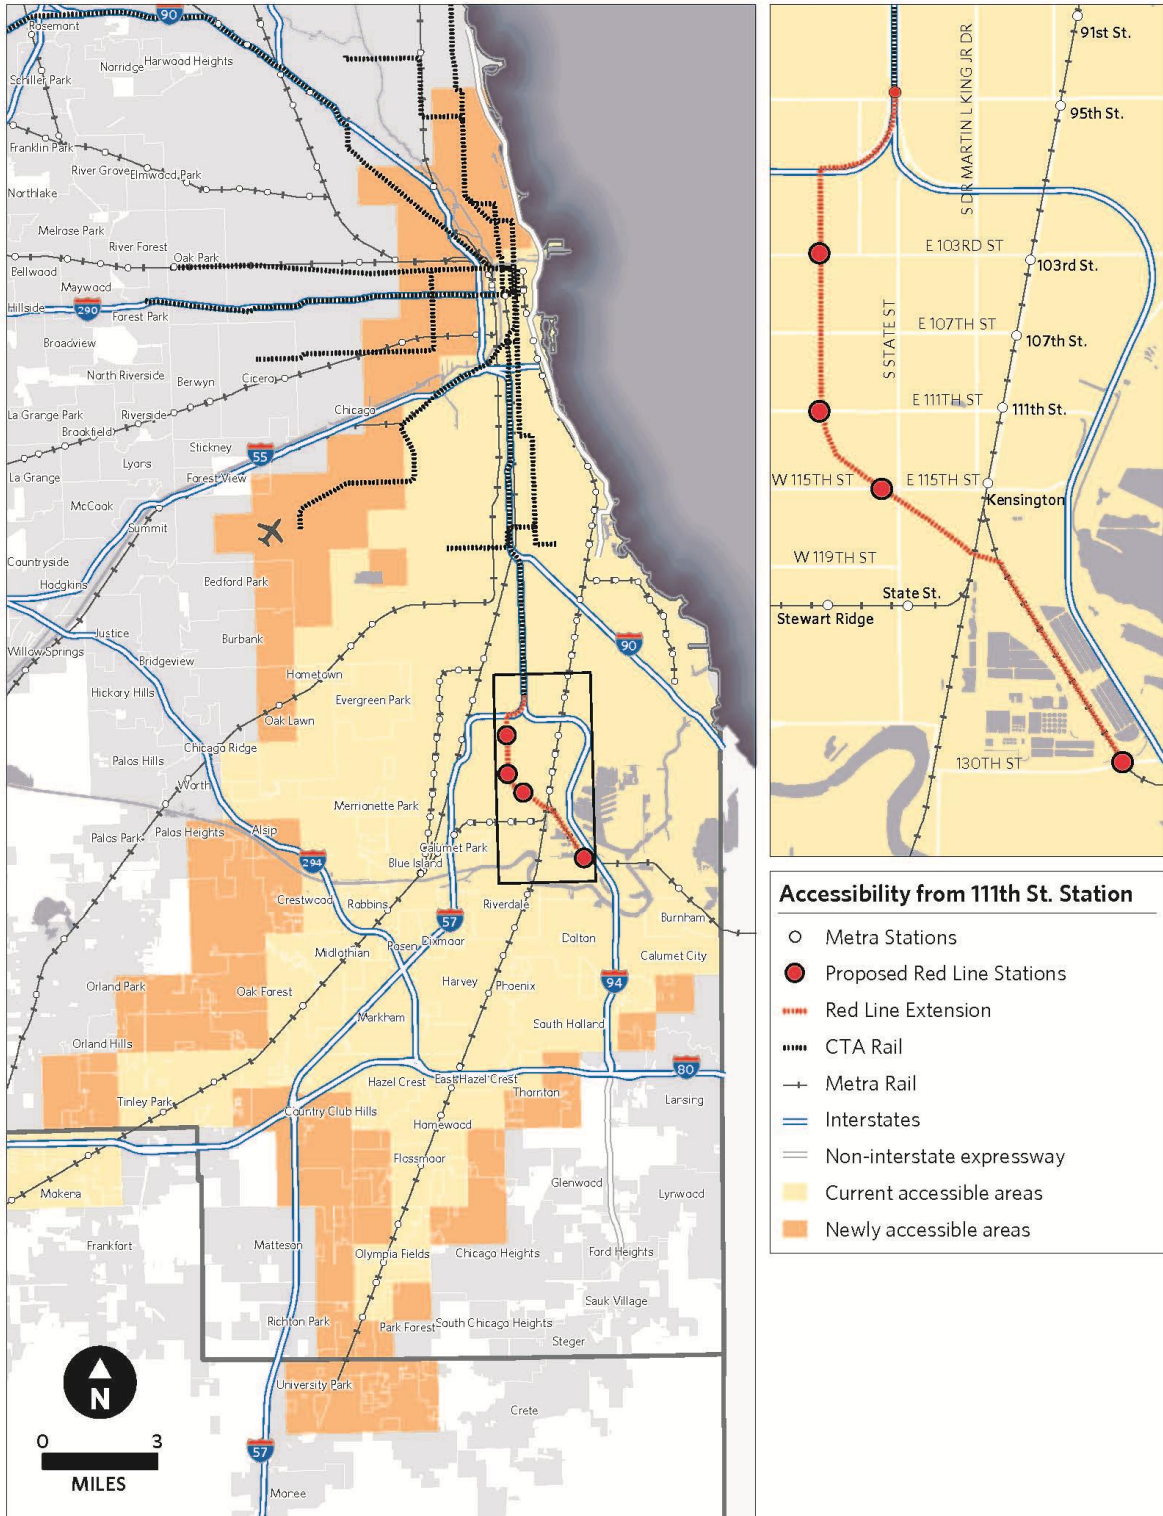 90
Rosemont
Harwood Heights
Norridge
Schiller Park
Franklin Park
River Grove
Elmwood Park
Northlake
Melrose Park
River Forest
Oak Park
Bellwood
Maywood
Hillside
290
Forest Park
Broadview
North Riverside
Berwyn
Cicero
La Grange Park
Riverside
Chicago
Brookfield
Stickney
55
Lyons
La Grange
Forest View
McCook
Summit
Countryside
Hodgkins
Bedford Park
Justice
Burbank
Willow Springs
Bridgeview
90
Hickory Hills
Hometown
Evergreen Park
Oak Lawn
Chicago Ridge
Palos Hills
Worth
Merrionette Park
Palos Park
Palos Heights
Alsip
Calumet Park
294
Blue Island
Crestwood
Robbins
Riverdale
57
Burnham
Dixmoor
Posen
Dolton
Midlothian
Calumet City
Harvey
94
Orland Park
Oak Forest
Phoenix
Markham
South Holland
Orland Hills
80
Hazel Crest
East Hazel Crest
Thornton
Lansing
Tinley Park
Country Club Hills
Homewood
Flossmoor
Glenwood
Lynwood
Mokena
Frankfort
Matteson
Olympia Fields
Chicago Heights
Ford Heights
Sauk Village
Richton Park
Park Forest
South Chicago Heights
Steger
University Park
Crete
N
0 3
MILES
57
Monee
91st St.
S DR MARTIN L KING JR DR
95th St.
E 103RD ST
103rd St.
S STATE ST
E 107TH ST
107th St.
E 111TH ST
111th St.
W 115TH ST
E 115TH ST
Kensington
W 119TH ST
State St.
Stewart Ridge
130TH ST
Accessibility from 111th St. Station
Metra Stations
Proposed Red Line Stations
Red Line Extension
CTA Rail
Metra Rail
Interstates
Non-interstate expressway
Current accessible areas
Newly accessible areas